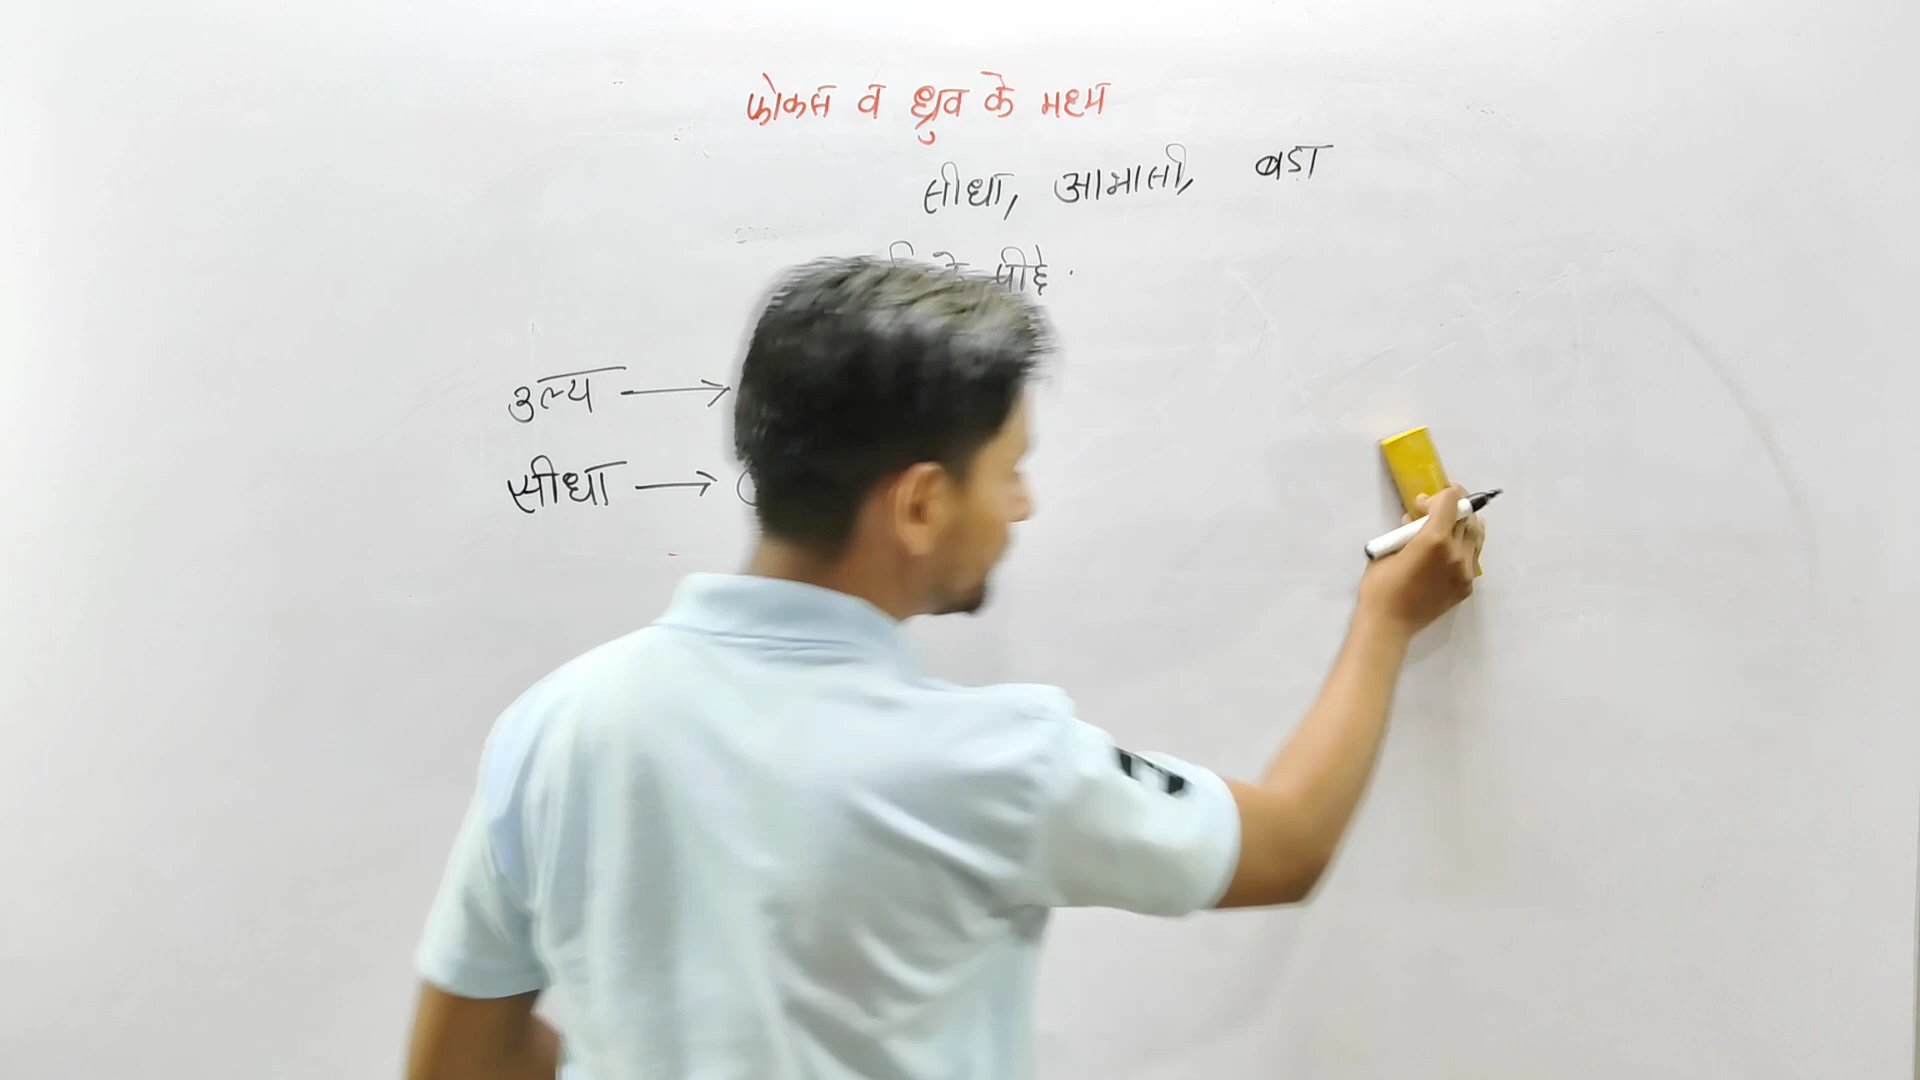 फोकस व ध्रुव के मध्य
सीधा, आभासी, बडा
के पीछे
उल्य →
सीधा →